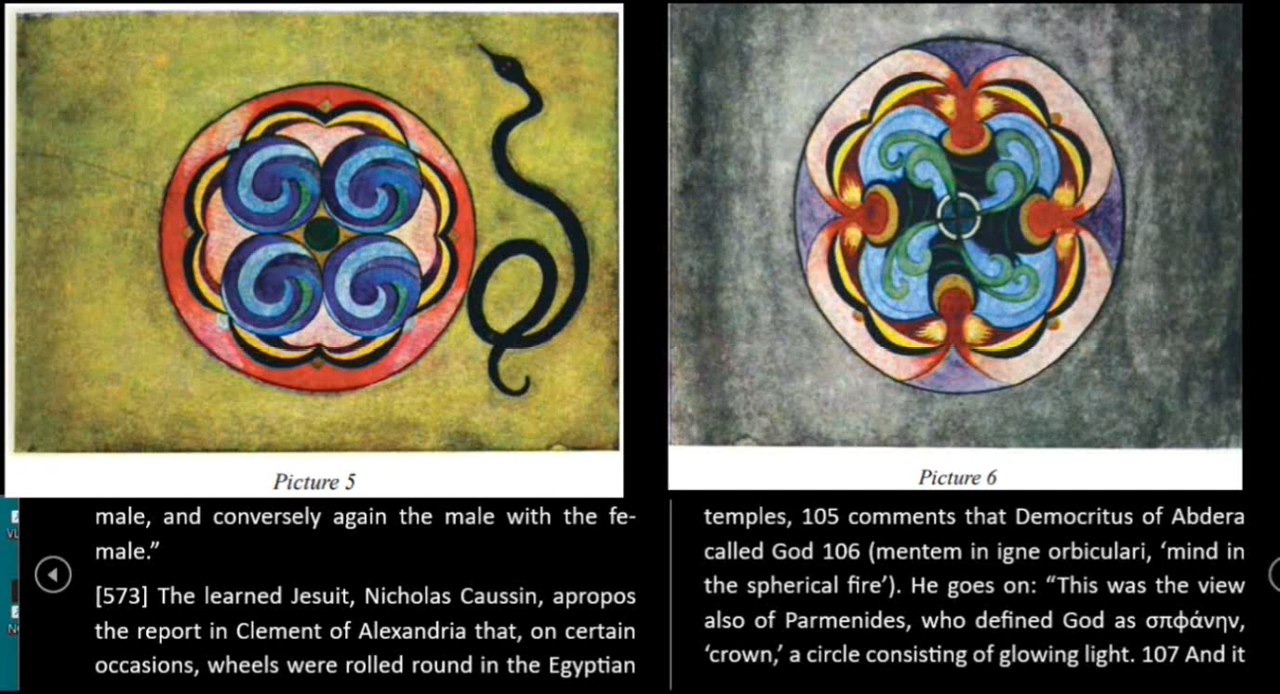 Picture 5
male, and conversely again the male with the fe-
male.”
[573] The learned Jesuit, Nicholas Caussin, apropos
the report in Clement of Alexandria that, on certain
occasions, wheels were rolled round in the Egyptian
Picture 6
temples, 105 comments that Democritus of Abdera
called God 106 (mentem in igne orbiculari, ‘mind in
the spherical fire’). He goes on: “This was the view
also of Parmenides, who defined God as σπφάνην,
‘crown,’ a circle consisting of glowing light. 107 And it